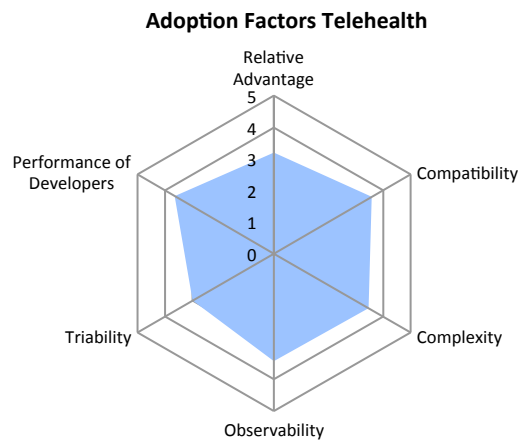 Adoption Factors Telehealth
Relative
Advantage
5
4
3
2
1
0
Performance of
Developers
Compatibility
Triability
Complexity
Observability